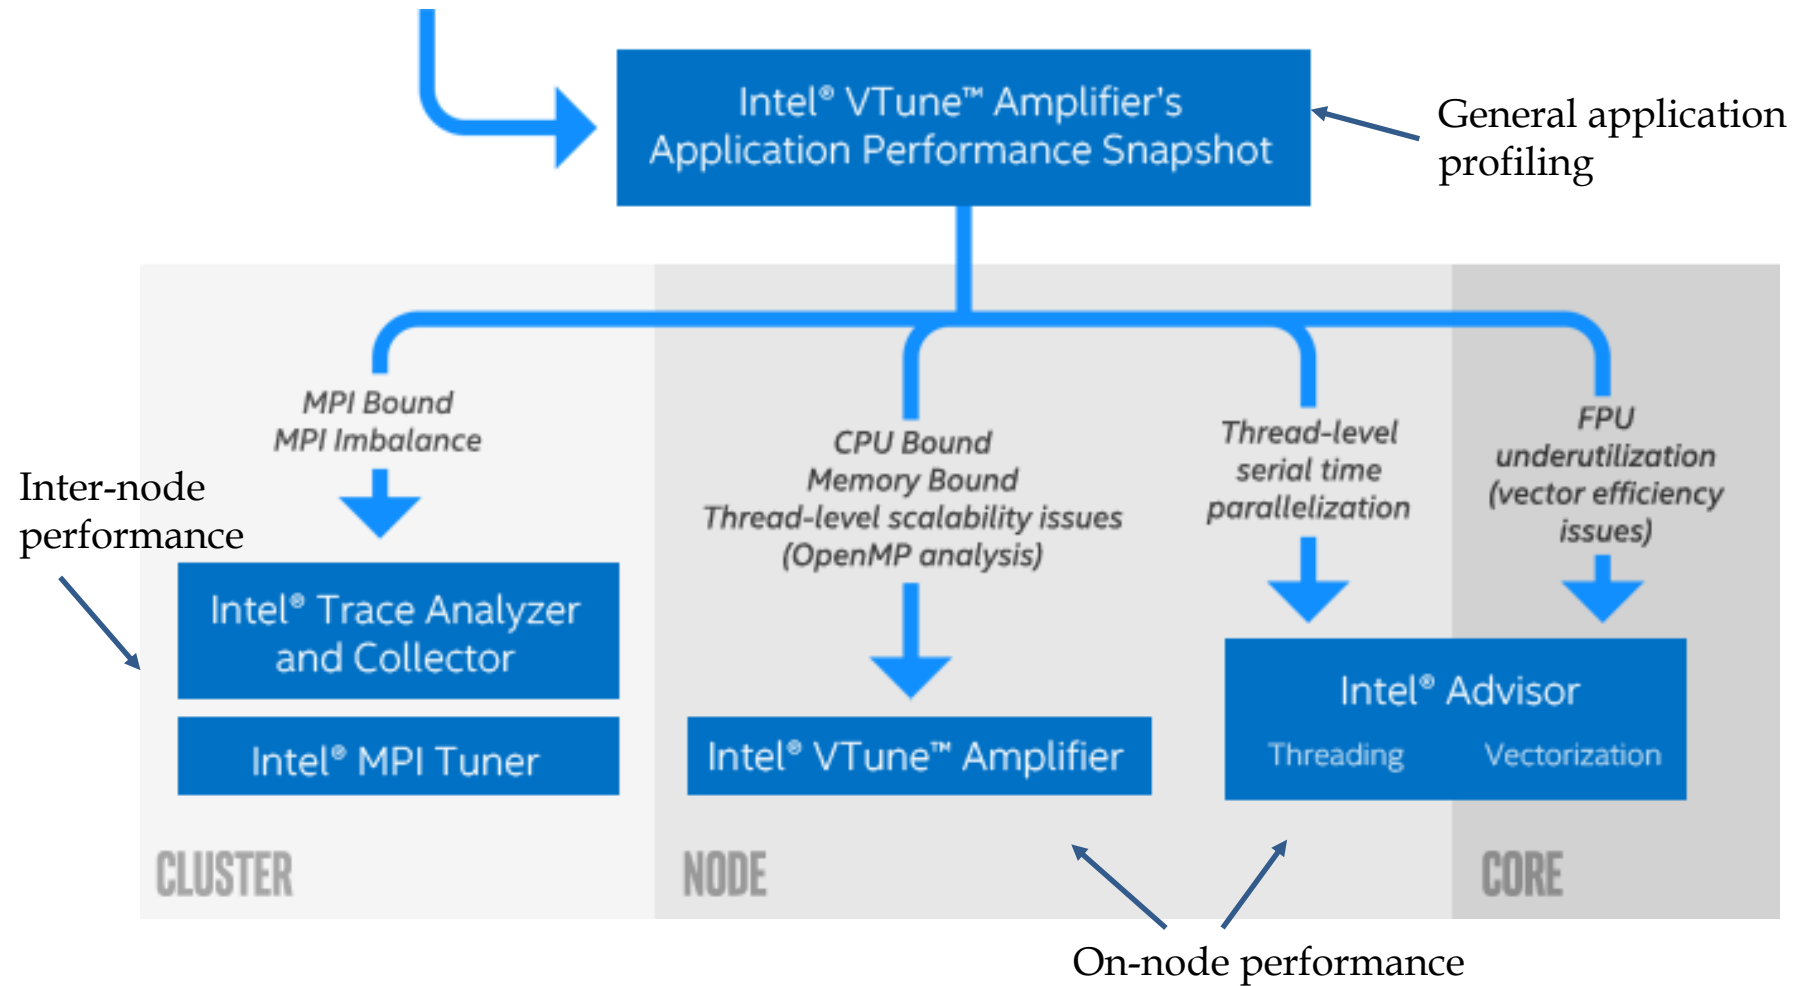 Intel® VTune™ Amplifier's
Application Performance Snapshot
General application
profiling
MPI Bound
MPI Imbalance
CPU Bound
Memory Bound
Thread-level scalability issues
(OpenMP analysis)
Thread-level
serial time
parallelization
FPU
underutilization
(vector efficiency
issues)
Inter-node
performance
Intel® Trace Analyzer
and Collector
Intel® MPI Tuner
Intel® VTune™ Amplifier
Intel® Advisor
Threading
Vectorization
CLUSTER
NODE
CORE
On-node performance